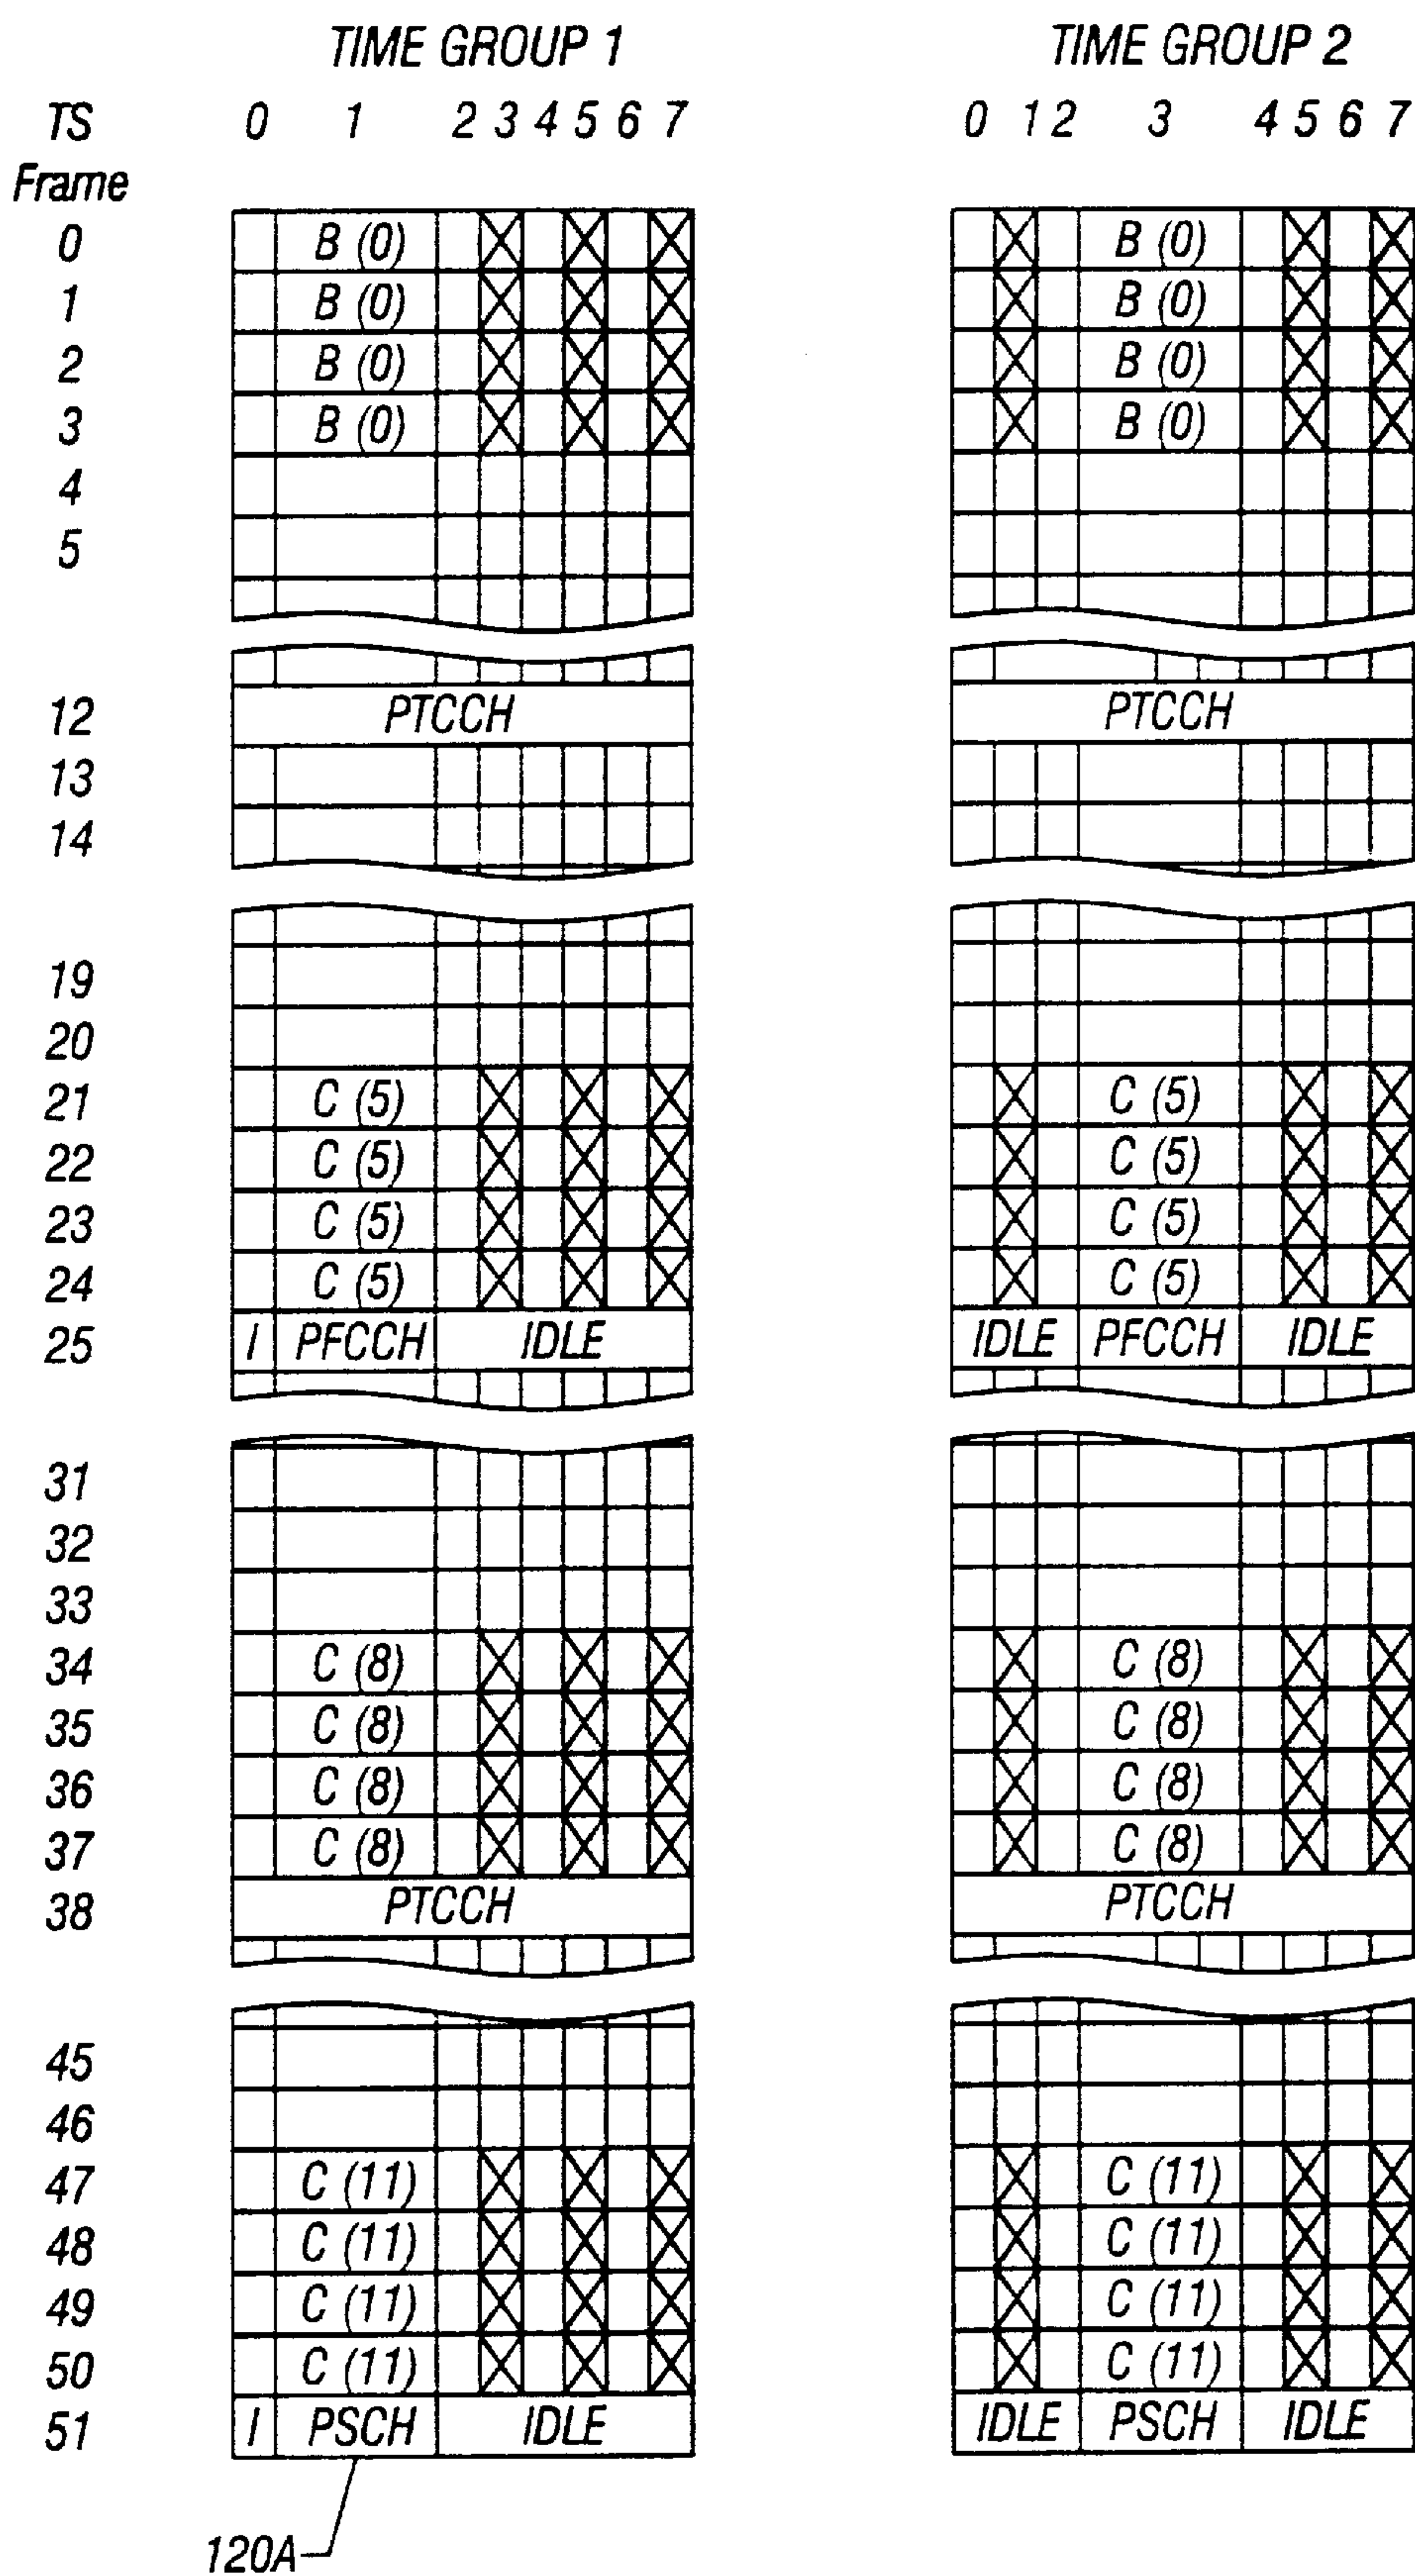 TIME GROUP 1 TIME GROUP 2
TS 0 1 2 3 4 5 6 7 0 1 2 3 4 5 6 7
Frame
0 B (0) B (0)
1 B (0) B (0)
2 B (0) B (0)
3 B (0) B (0)
4
5
12 PTCCH PTCCH
13
14
19
20
21 C (5) C (5)
22 C (5) C (5)
23 C (5) C (5)
24 C (5) C (5)
25 I PFCCH IDLE IDLE PFCCH IDLE
31
32
33
34 C (8) C (8)
35 C (8) C (8)
36 C (8) C (8)
37 C (8) C (8)
38 PTCCH PTCCH
45
46
47 C (11) C (11)
48 C (11) C (11)
49 C (11) C (11)
50 C (11) C (11)
51 I PSCH IDLE IDLE PSCH IDLE
120A